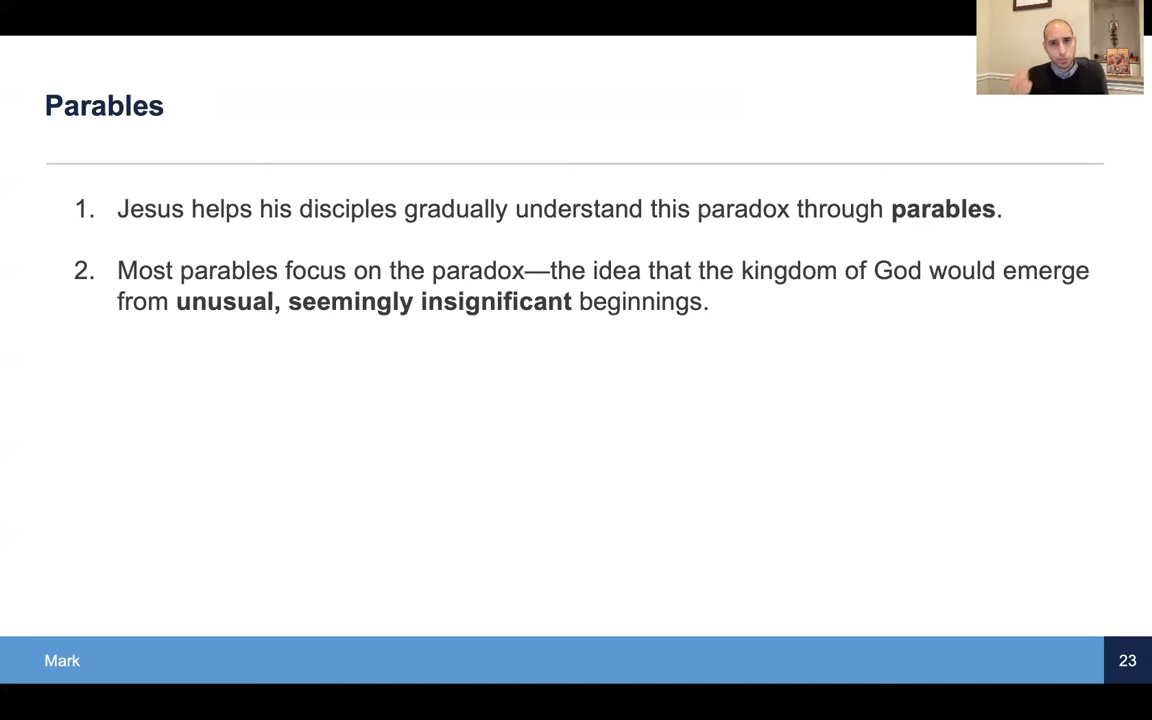 Parables
1. Jesus helps his disciples gradually understand this paradox through parables.
2. Most parables focus on the paradox—the idea that the kingdom of God would emerge
from unusual, seemingly insignificant beginnings.
Mark
23